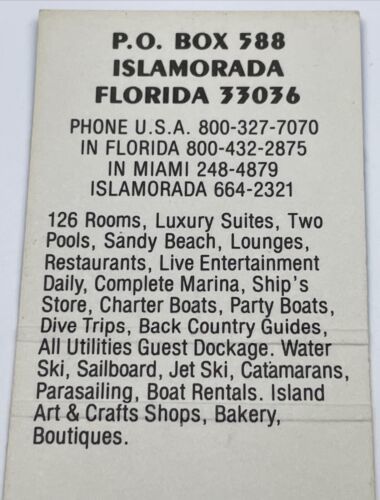 P.O. BOX 588
ISLAMORADA
FLORIDA 33036
PHONE U.S.A. 800-327-7070
IN FLORIDA 800-432-2875
IN MIAMI 248-4879
ISLAMORADA 664-2321
126 Rooms, Luxury Suites, Two
Pools, Sandy Beach, Lounges,
Restaurants, Live Entertainment
Daily, Complete Marina, Ship's
Store, Charter Boats, Party Boats,
Dive Trips, Back Country Guides,
All Utilities Guest Dockage. Water
Ski, Sailboard, Jet Ski, Catamarans,
Parasailing, Boat Rentals. Island
Art & Crafts Shops, Bakery,
Boutiques.